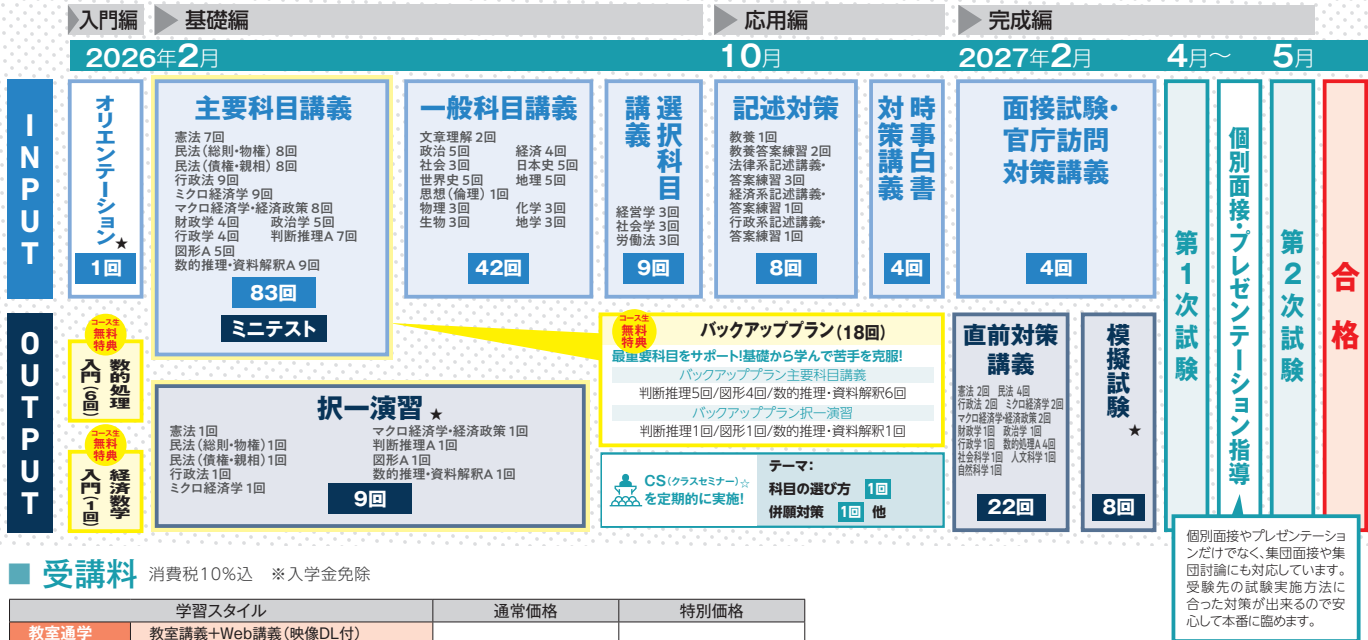 入門編
基礎編
応用編
完成編
2026年2月
10月
2027年2月
4月〜
5月
INPUT
オリエンテーション★
1回
主要科目講義
憲法 7回
民法(総則・物権) 8回
民法(債権・親相) 8回
行政法 9回
ミクロ経済学 9回
マクロ経済学・経済政策 8回
財政学 4回 政治学 5回
行政学 4回 判断推理A 7回
図形A 5回
数的推理・資料解釈A 9回
83回
ミニテスト
一般科目講義
文章理解 2回
政治 5回 経済 4回
社会 3回 日本史 5回
世界史 5回 地理 5回
思想(倫理) 1回
物理 3回 化学 3回
生物 3回 地学 3回
42回
選択科目
講義
経営学 3回
社会学 3回
労働法 3回
9回
記述対策
教養 1回
教養答案練習 2回
法律系記述講義・
答案練習 3回
経済系記述講義・
答案練習 1回
行政系記述講義・
答案練習 1回
8回
時事白書
対策講義
4回
面接試験・
官庁訪問
対策講義
4回
第1次試験
個別面接・プレゼンテーション指導
第2次試験
合格
OUTPUT
コース生
無料
特典
数的処理
入門(6回)
コース生
無料
特典
経済数学
入門(1回)
択一演習★
憲法 1回 マクロ経済学・経済政策 1回
民法(総則・物権)1回 判断推理A 1回
民法(債権・親相)1回 図形A 1回
行政法 1回 数的推理・資料解釈A 1回
ミクロ経済学 1回
9回
コース生
無料
特典
バックアッププラン(18回)
最重要科目をサポート!基礎から学んで苦手を克服!
バックアッププラン主要科目講義
判断推理5回/図形4回/数的推理・資料解釈6回
バックアッププラン択一演習
判断推理1回/図形1回/数的推理・資料解釈1回
CS(クラスセミナー)☆
を定期的に実施!
テーマ:
科目の選び方 1回
併願対策 1回 他
直前対策
講義
憲法 2回 民法 4回
行政法 2回 ミクロ経済学 2回
マクロ経済学・経済政策 2回
財政学1回 政治学 1回
行政学1回 数的処理A 4回
社会科学1回 人文科学1回
自然科学1回
22回
模擬試験★
8回
個別面接やプレゼンテーショ
ンだけでなく、集団面接や集
団討論にも対応しています。
受験先の試験実施方法に
合った対策が出来るので安
心して本番に臨めます。
■ 受講料 消費税10%込 ※入学金免除
学習スタイル 通常価格 特別価格
教室通学 教室講義+Web講義(映像DL付)